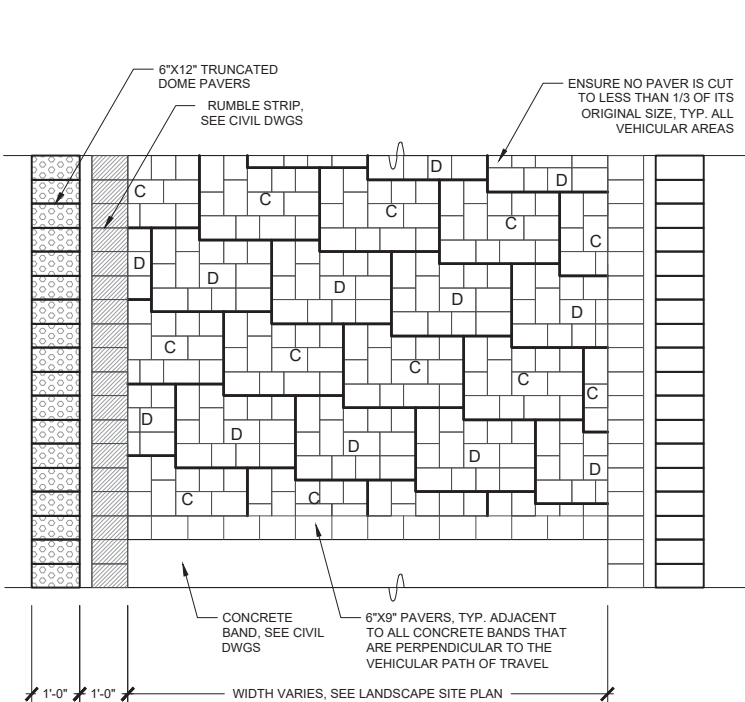 6"X12" TRUNCATED
DOME PAVERS
RUMBLE STRIP,
SEE CIVIL DWGS
ENSURE NO PAVER IS CUT
TO LESS THAN 1/3 OF ITS
ORIGINAL SIZE, TYP. ALL
VEHICULAR AREAS
D
D
C
C
C
C
C
D
D
D
D
D
C
C
C
C
C
D
D
D
D
D
C
C
CONCRETE
BAND, SEE CIVIL
DWGS
6"X9" PAVERS, TYP. ADJACENT
TO ALL CONCRETE BANDS THAT
ARE PERPENDICULAR TO THE
VEHICULAR PATH OF TRAVEL
1'-0" 1'-0" WIDTH VARIES, SEE LANDSCAPE SITE PLAN